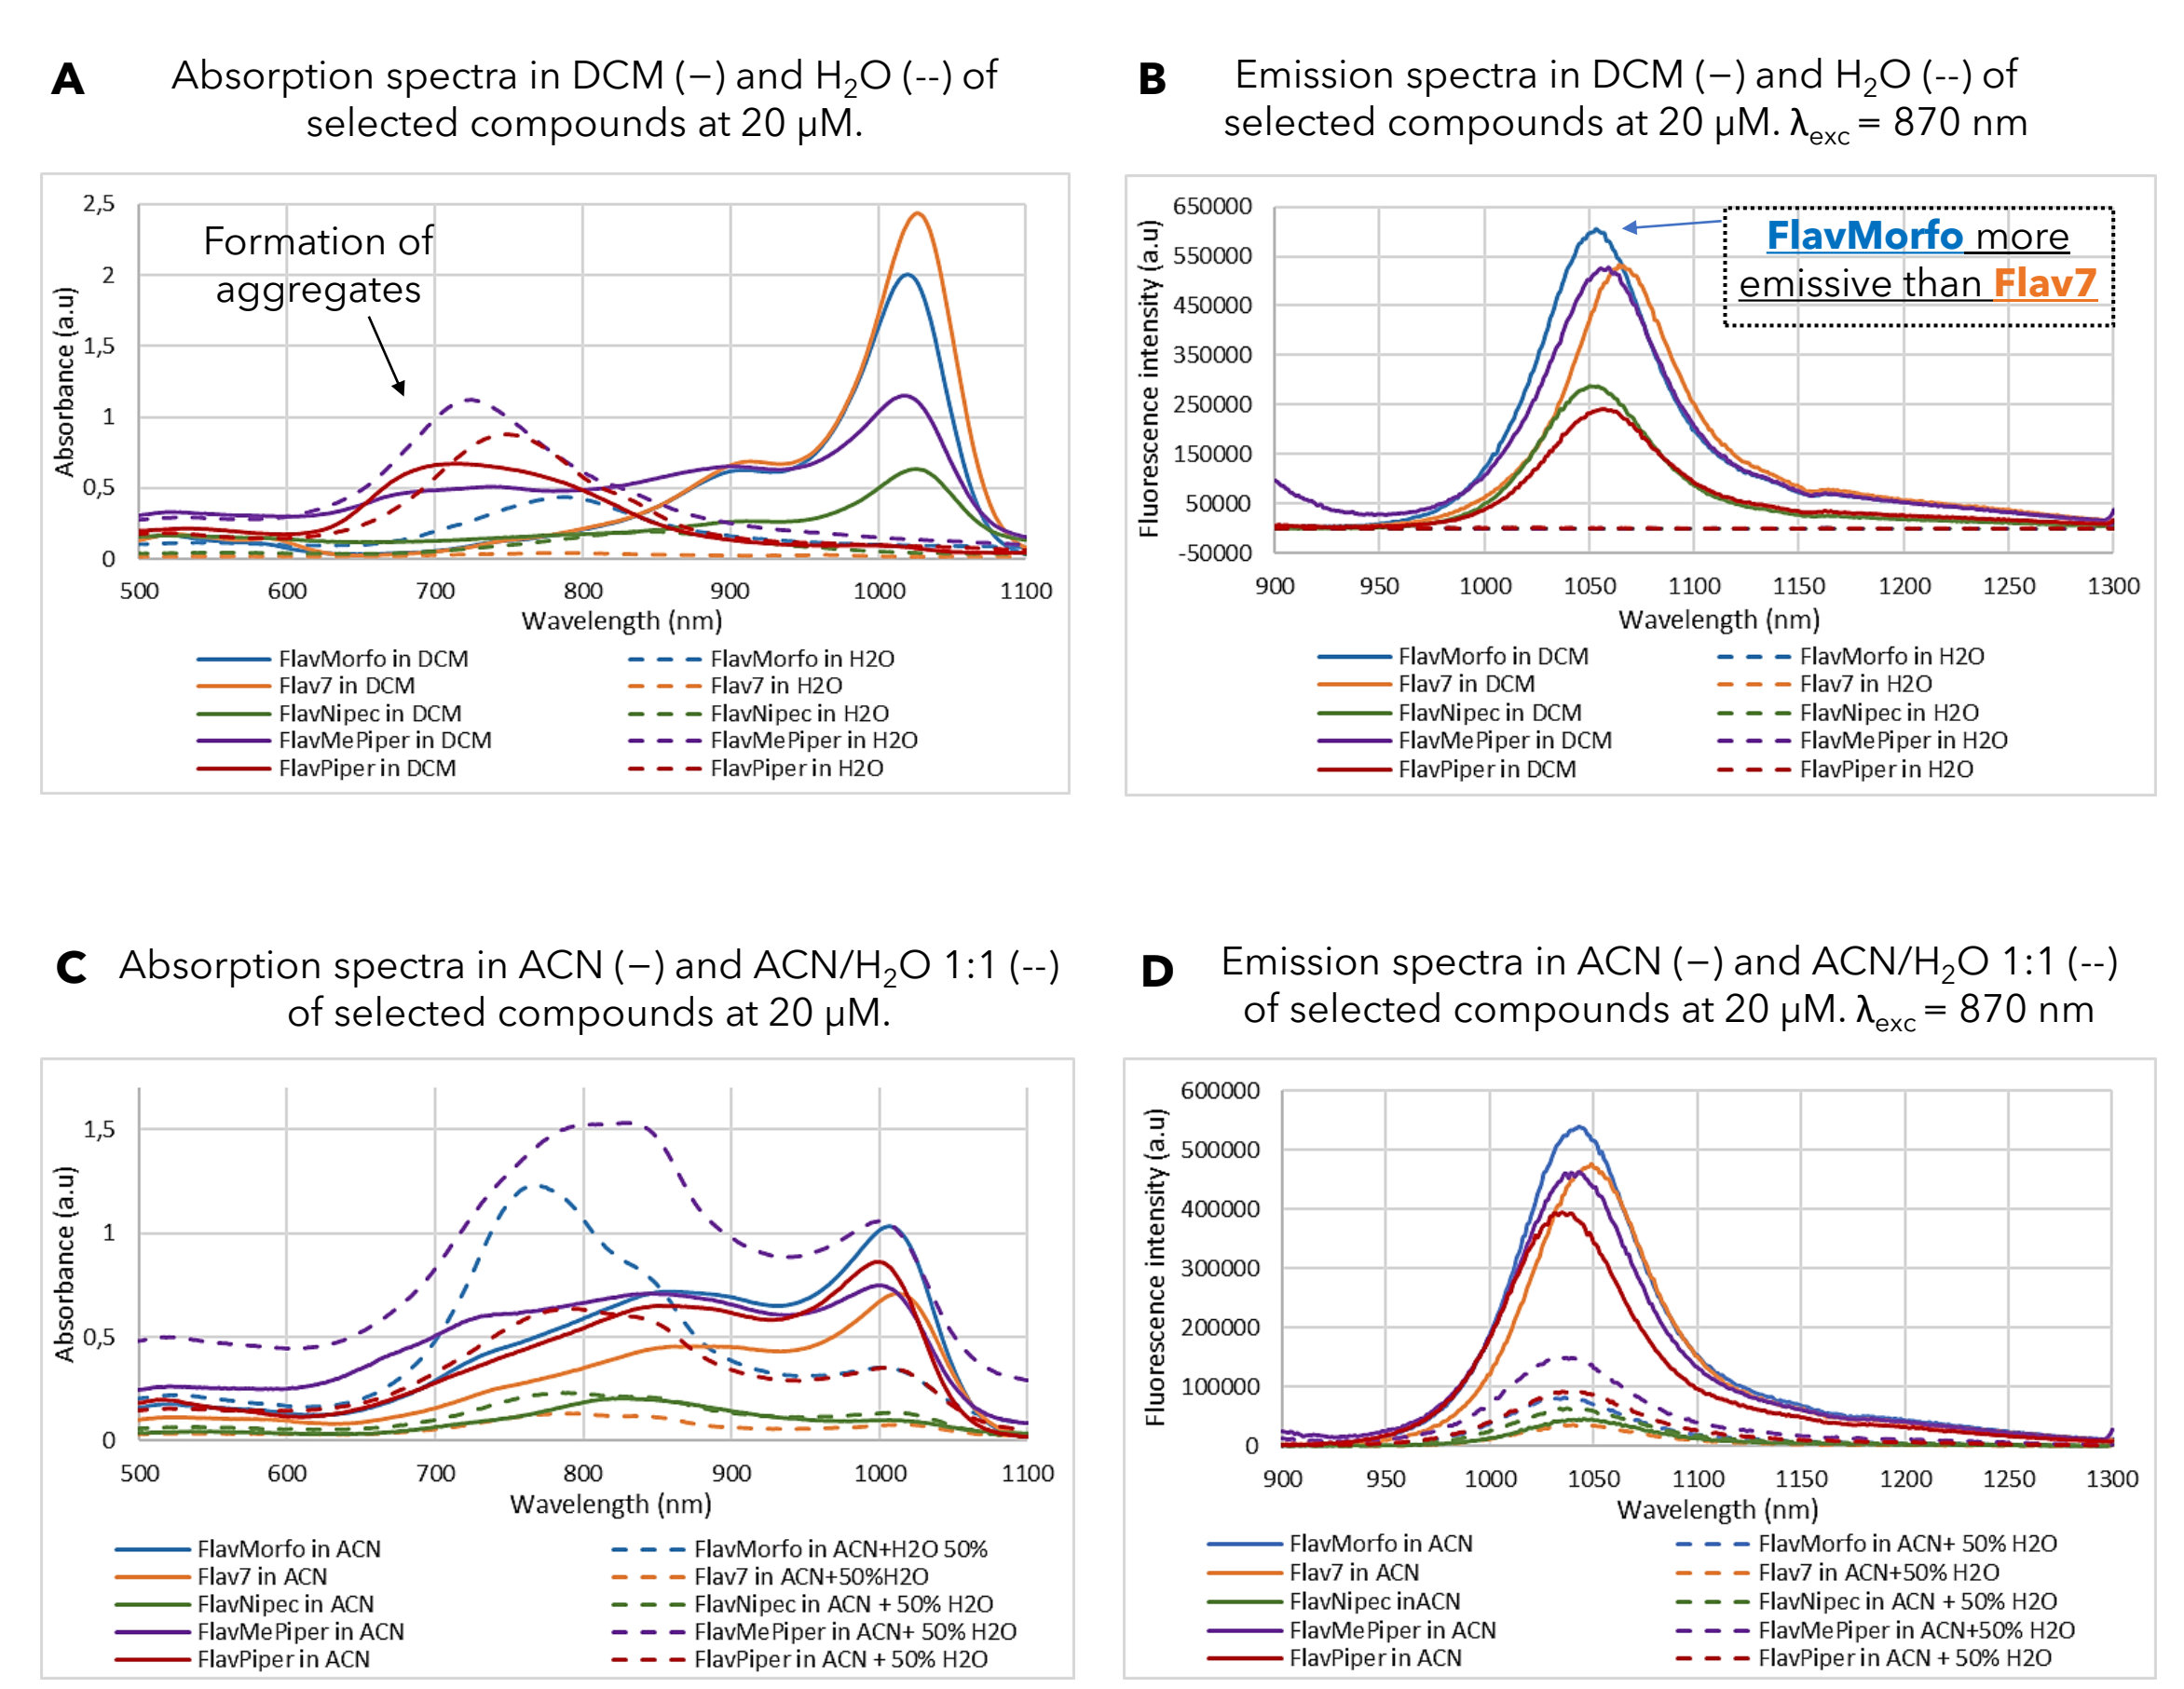 A
Absorption spectra in DCM (−) and H₂O (--) of
selected compounds at 20 µM.
2,5
2
1,5
1
0,5
0
Absorbance (a.u)
Formation of
aggregates
500 600 700 800 900 1000 1100
Wavelength (nm)
FlavMorfo in DCM FlavMorfo in H2O
Flav7 in DCM Flav7 in H2O
FlavNipec in DCM FlavNipec in H2O
FlavMePiper in DCM FlavMePiper in H2O
FlavPiper in DCM FlavPiper in H2O
B
Emission spectra in DCM (−) and H₂O (--) of
selected compounds at 20 µM. λexc = 870 nm
650000
550000
450000
350000
250000
150000
50000
-50000
Fluorescence intensity (a.u)
FlavMorfo more
emissive than Flav7
900 950 1000 1050 1100 1150 1200 1250 1300
Wavelength (nm)
FlavMorfo in DCM FlavMorfo in H2O
Flav7 in DCM Flav7 in H2O
FlavNipec in DCM FlavNipec in H2O
FlavMePiper in DCM FlavMePiper in H2O
FlavPiper in DCM FlavPiper in H2O
C
Absorption spectra in ACN (−) and ACN/H₂O 1:1 (--)
of selected compounds at 20 µM.
1,5
1
0,5
0
Absorbance (a.u)
500 600 700 800 900 1000 1100
Wavelength (nm)
FlavMorfo in ACN FlavMorfo in ACN+H2O 50%
Flav7 in ACN Flav7 in ACN+50%H2O
FlavNipec in ACN FlavNipec in ACN + 50% H2O
FlavMePiper in ACN FlavMePiper in ACN+ 50% H2O
FlavPiper in ACN FlavPiper in ACN + 50% H2O
D
Emission spectra in ACN (−) and ACN/H₂O 1:1 (--)
of selected compounds at 20 µM. λexc = 870 nm
600000
500000
400000
300000
200000
100000
0
Fluorescence intensity (a.u)
900 950 1000 1050 1100 1150 1200 1250 1300
Wavelength (nm)
FlavMorfo in ACN FlavMorfo in ACN+ 50% H2O
Flav7 in ACN Flav7 in ACN+50% H2O
FlavNipec inACN FlavNipec in ACN + 50% H2O
FlavMePiper in ACN FlavMePiper in ACN+50% H2O
FlavPiper in ACN FlavPiper in ACN + 50% H2O